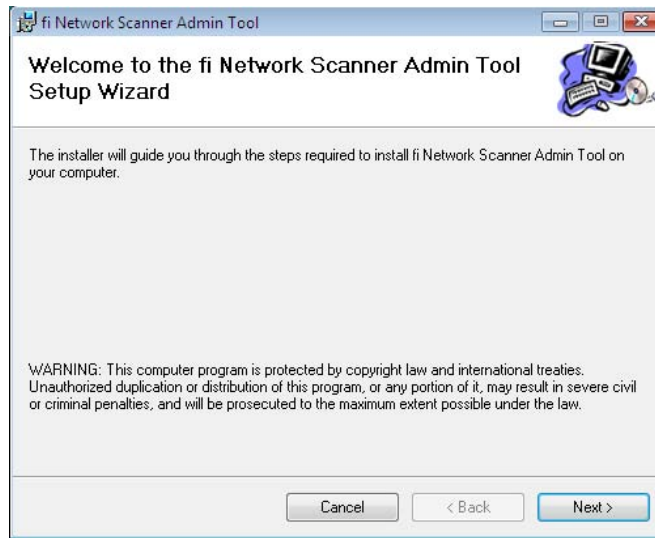 fi Network Scanner Admin Tool
Welcome to the fi Network Scanner Admin Tool
Setup Wizard
The installer will guide you through the steps required to install fi Network Scanner Admin Tool on
your computer.
WARNING: This computer program is protected by copyright law and international treaties.
Unauthorized duplication or distribution of this program, or any portion of it, may result in severe civil
or criminal penalties, and will be prosecuted to the maximum extent possible under the law.
Cancel
< Back
Next >